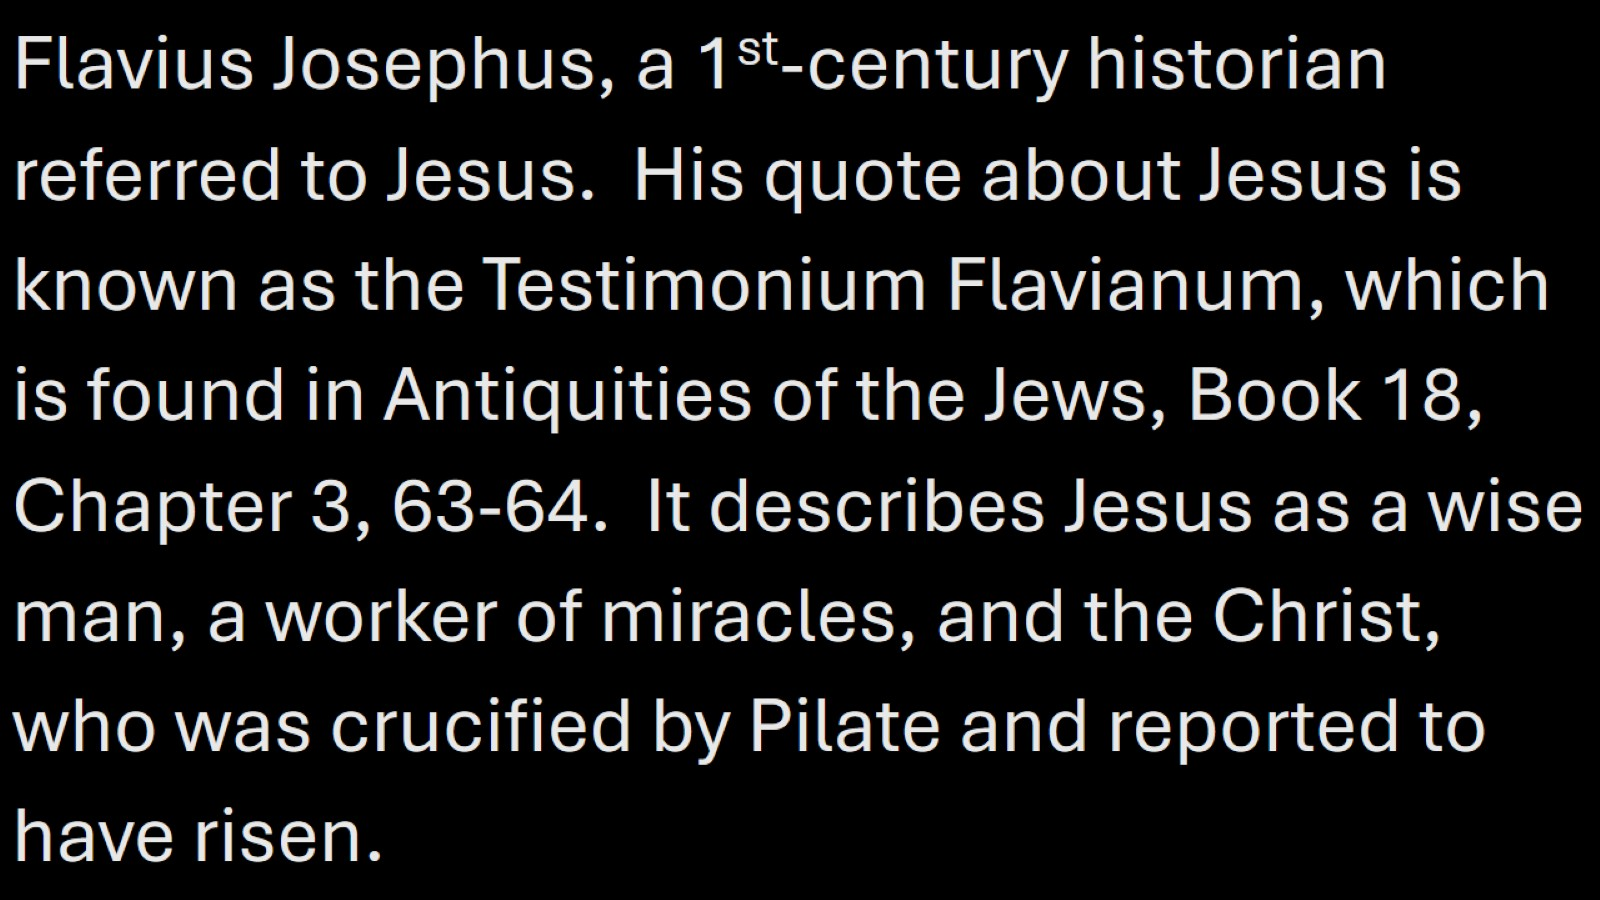 Flavius Josephus, a 1st-century historian
referred to Jesus.  His quote about Jesus is
known as the Testimonium Flavianum, which
is found in Antiquities of the Jews, Book 18,
Chapter 3, 63-64.  It describes Jesus as a wise
man, a worker of miracles, and the Christ,
who was crucified by Pilate and reported to
have risen.